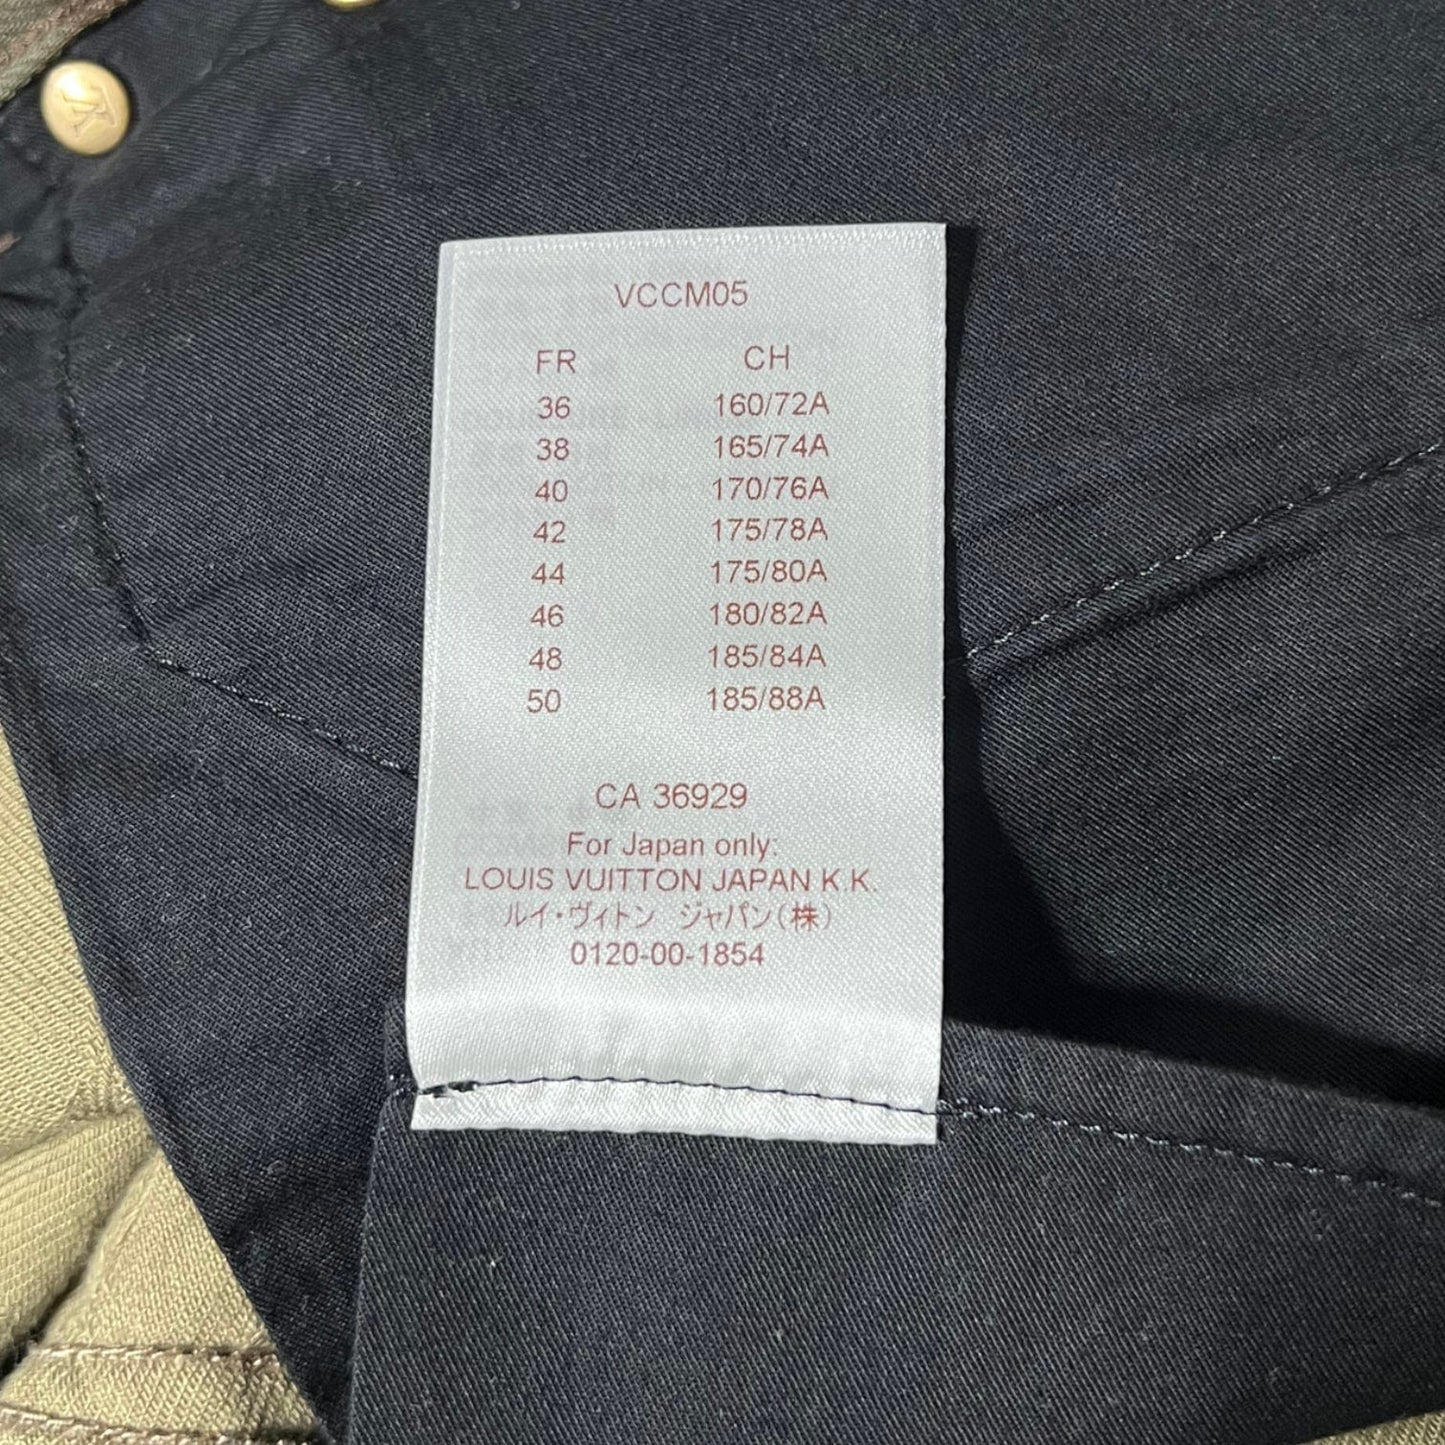 VCCM05
FR CH
36 160/72A
38 165/74A
40 170/76A
42 175/78A
44 175/80A
46 180/82A
48 185/84A
50 185/88A
CA 36929
For Japan only:
LOUIS VUITTON JAPAN K.K.
ルイ・ヴィトン ジャパン(株)
0120-00-1854
LV